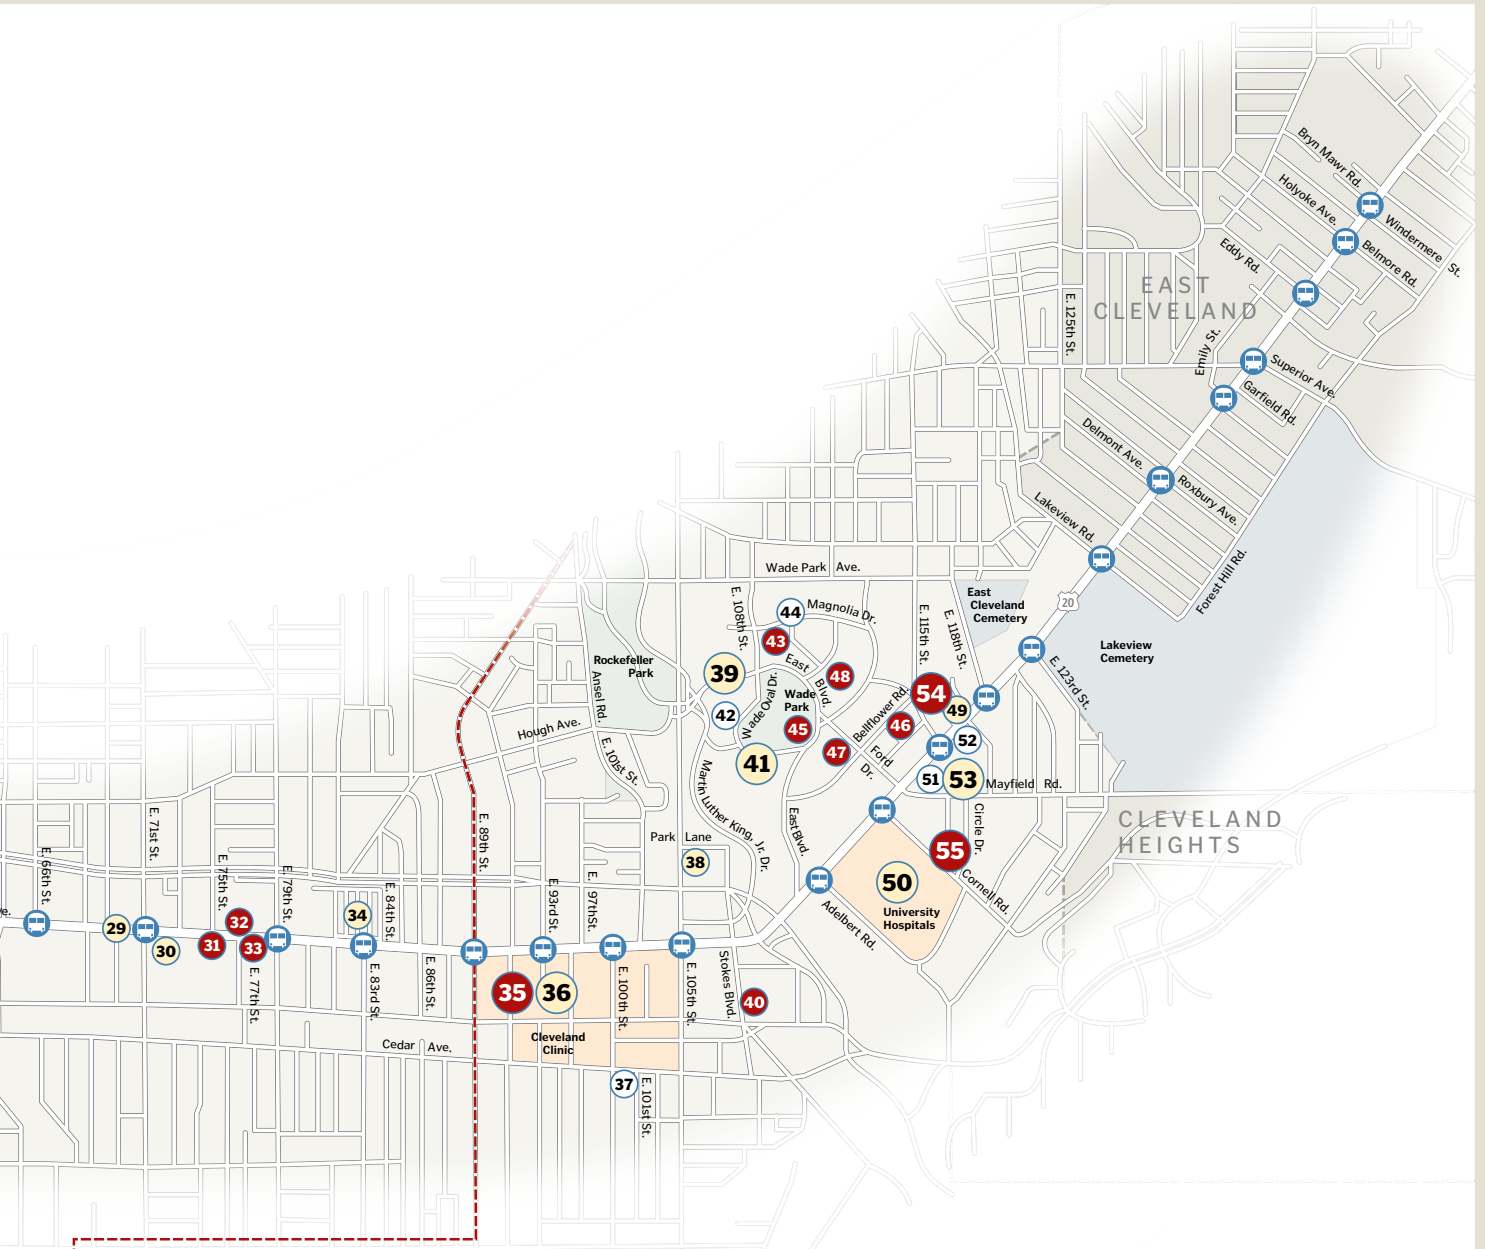 Bryn Mawr Rd.
Holyoke Ave.
Windermere St.
Belmore Rd.
Eddy Rd.
EAST
CLEVELAND
E. 125th St.
Emily St.
Superior Ave.
Garfield Rd.
Delmont Ave.
Roxbury Ave.
Lakeview Rd.
Forest Hill Rd.
Wade Park Ave.
20
East
Cleveland
Cemetery
Lakeview
Cemetery
E. 123rd St.
E. 108th St.
44
Magnolia Dr.
E. 115th St.
E. 118th St.
43
Rockefeller
Park
39
East Blvd.
48
Ansel Rd.
Wade Oval Dr.
Wade
Park
54
49
42
45
Bellflower Rd.
46
Hough Ave.
52
47
Ford Dr.
E. 101st St.
41
51
53
Mayfield Rd.
Martin Luther King, Jr. Dr.
CLEVELAND
HEIGHTS
E. 71st St.
E. 89th St.
East Blvd.
Circle Dr.
Park Lane
55
38
E. 66th St.
E. 75th St.
E. 79th St.
E. 84th St.
E. 93rd St.
E. 97thSt.
50
Cornell Rd.
University
Hospitals
Adelbert Rd.
ve.
29
30
31
32
33
34
E. 77th St.
E. 83rd St.
E. 86th St.
35
36
E. 100th St.
E. 105th St.
Stokes Blvd.
40
Cleveland
Clinic
Cedar Ave.
37
E. 101st St.